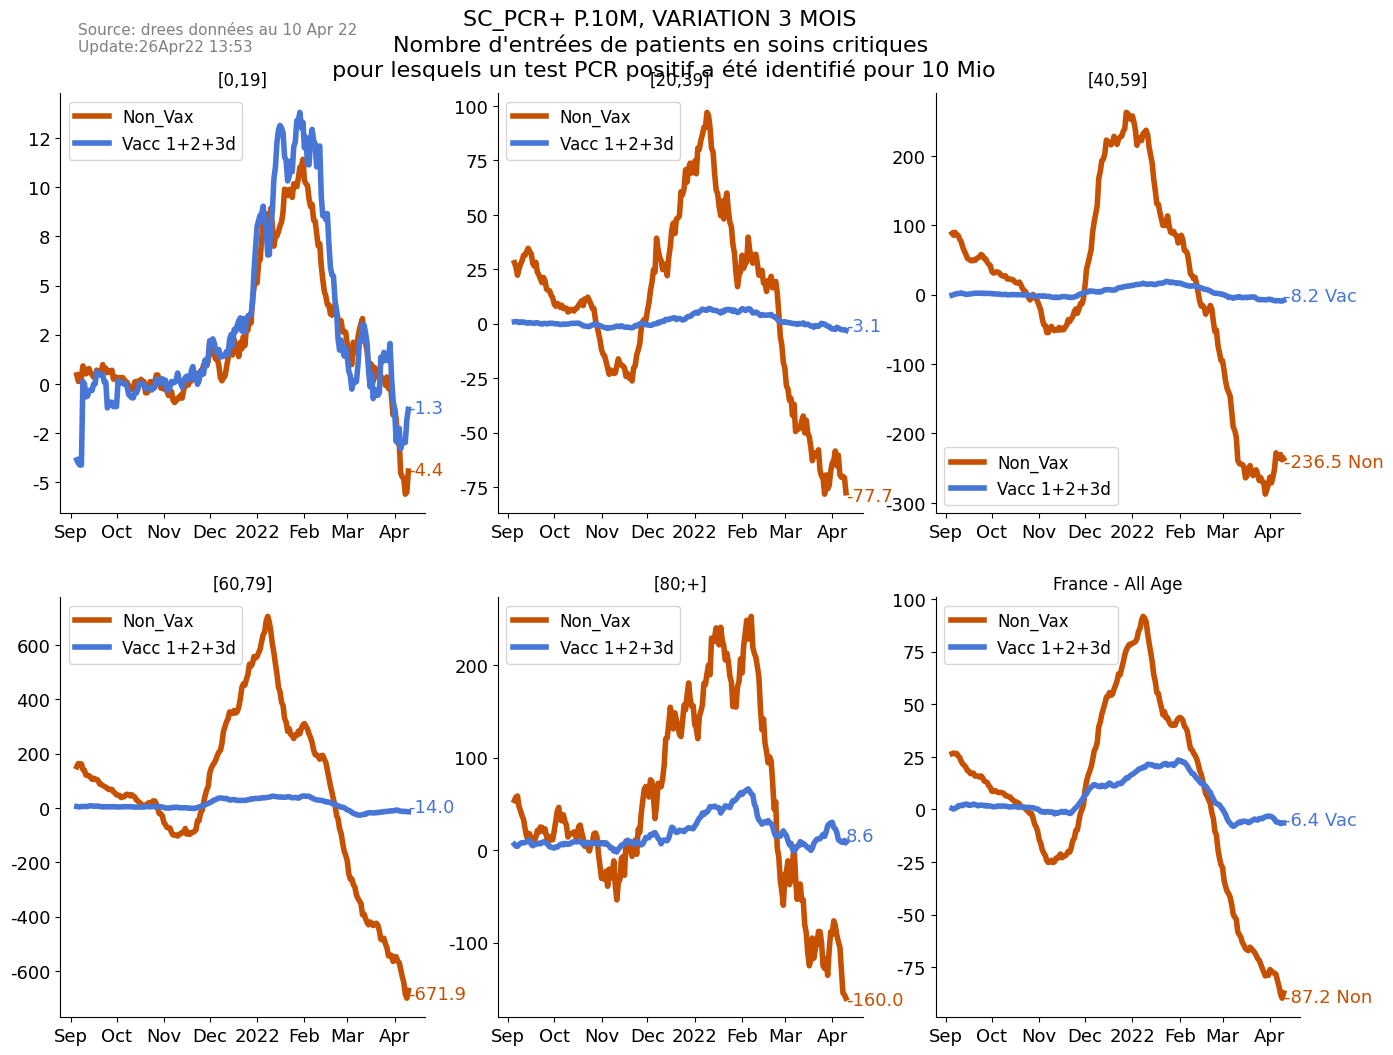 Source: drees données au 10 Apr 22
Update:26Apr22 13:53
SC_PCR+ P.10M, VARIATION 3 MOIS
Nombre d'entrées de patients en soins critiques
pour lesquels un test PCR positif a été identifié pour 10 Mio
[0,19]
Non_Vax
Vacc 1+2+3d
12
10
8
5
2
0
-2
-5
-1.3
-4.4
Sep Oct Nov Dec 2022 Feb Mar Apr
[20,39]
Non_Vax
Vacc 1+2+3d
100
75
50
25
0
-25
-50
-75
-3.1
-77.7
Sep Oct Nov Dec 2022 Feb Mar Apr
[40,59]
200
100
0
-100
-200
-300
-8.2 Vac
-236.5 Non
Non_Vax
Vacc 1+2+3d
Sep Oct Nov Dec 2022 Feb Mar Apr
[60,79]
Non_Vax
Vacc 1+2+3d
600
400
200
0
-200
-400
-600
-14.0
-671.9
Sep Oct Nov Dec 2022 Feb Mar Apr
[80;+]
Non_Vax
Vacc 1+2+3d
200
100
0
-100
8.6
-160.0
Sep Oct Nov Dec 2022 Feb Mar Apr
France - All Age
Non_Vax
Vacc 1+2+3d
100
75
50
25
0
-25
-50
-75
-6.4 Vac
-87.2 Non
Sep Oct Nov Dec 2022 Feb Mar Apr